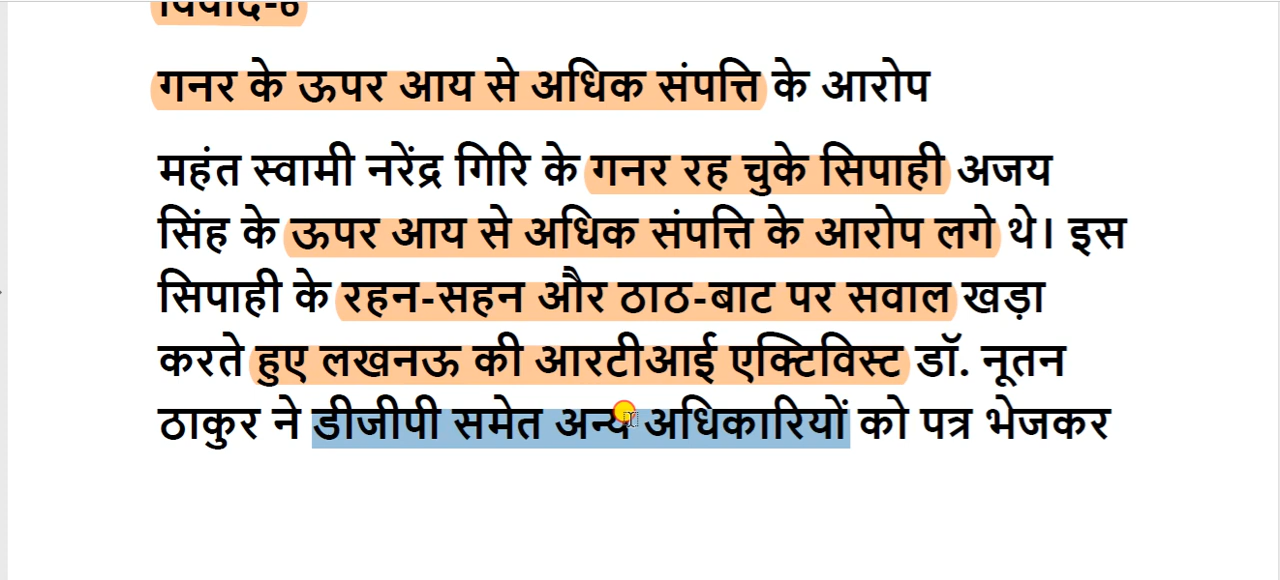 विवाद-6
गनर के ऊपर आय से अधिक संपत्ति के आरोप
महंत स्वामी नरेंद्र गिरि के गनर रह चुके सिपाही अजय
सिंह के ऊपर आय से अधिक संपत्ति के आरोप लगे थे। इस
सिपाही के रहन-सहन और ठाठ-बाट पर सवाल खड़ा
करते हुए लखनऊ की आरटीआई एक्टिविस्ट डॉ. नूतन
ठाकुर ने डीजीपी समेत अन्य अधिकारियों को पत्र भेजकर